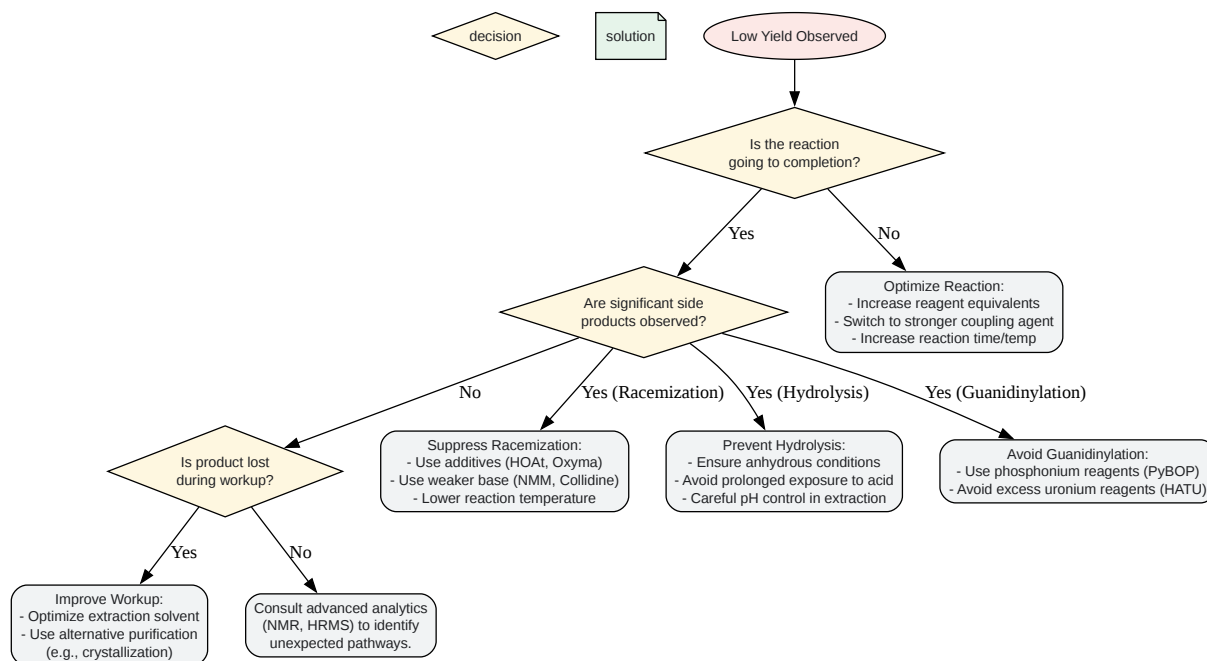 decision
solution
Low Yield Observed
Is the reaction
going to completion?
Yes
No
Are significant side
products observed?
Optimize Reaction:
- Increase reagent equivalents
- Switch to stronger coupling agent
- Increase reaction time/temp
No
Yes (Racemization)
Yes (Hydrolysis)
Yes (Guanidinylation)
Is product lost
during workup?
Suppress Racemization:
- Use additives (HOAt, Oxyma)
- Use weaker base (NMM, Collidine)
- Lower reaction temperature
Prevent Hydrolysis:
- Ensure anhydrous conditions
- Avoid prolonged exposure to acid
- Careful pH control in extraction
Avoid Guanidinylation:
- Use phosphonium reagents (PyBOP)
- Avoid excess uronium reagents (HATU)
Yes
No
Improve Workup:
- Optimize extraction solvent
- Use alternative purification
(e.g., crystallization)
Consult advanced analytics
(NMR, HRMS) to identify
unexpected pathways.